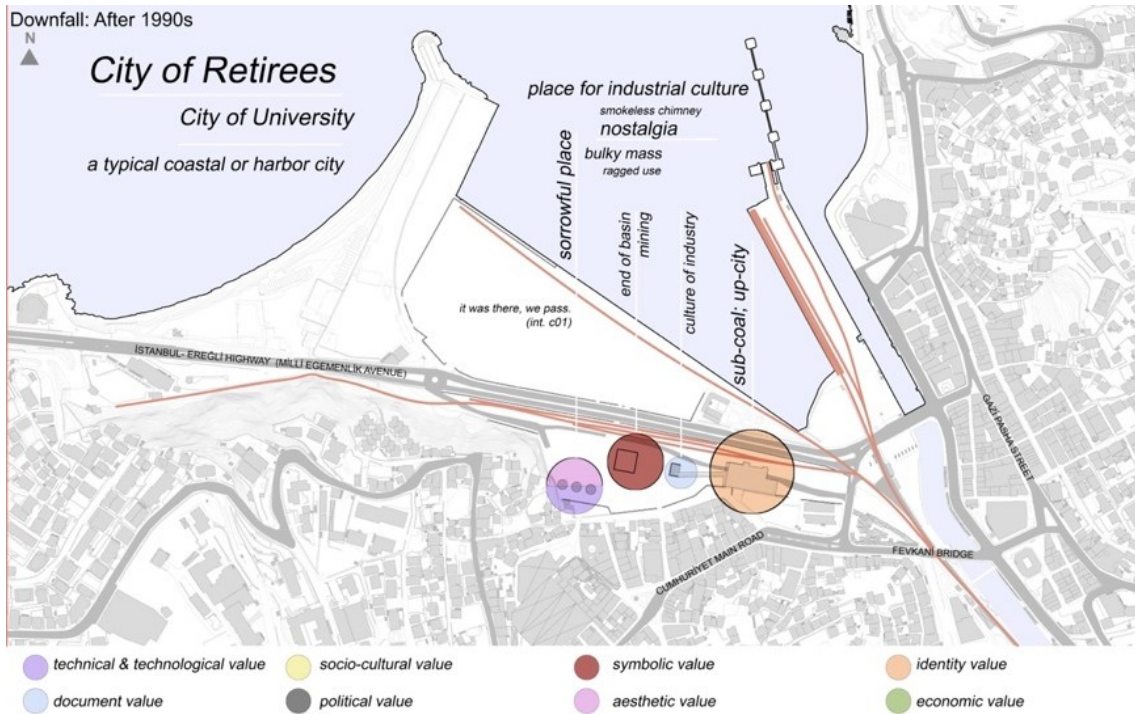 Downfall: After 1990s
N
City of Retirees
City of University
a typical coastal or harbor city
place for industrial culture
smokeless chimney
nostalgia
bulky mass
ragged use
sorrowful place
end of basin
mining
culture of industry
sub-coal; up-city
it was there, we pass.
(int. c01)
İSTANBUL- EREĞLİ HIGHWAY (MİLLİ EGEMENLİK AVENUE)
GAZİ PASHA STREET
FEVKANİ BRIDGE
CUMHURIYET MAIN ROAD
technical & technological value
socio-cultural value
symbolic value
identity value
document value
political value
aesthetic value
economic value